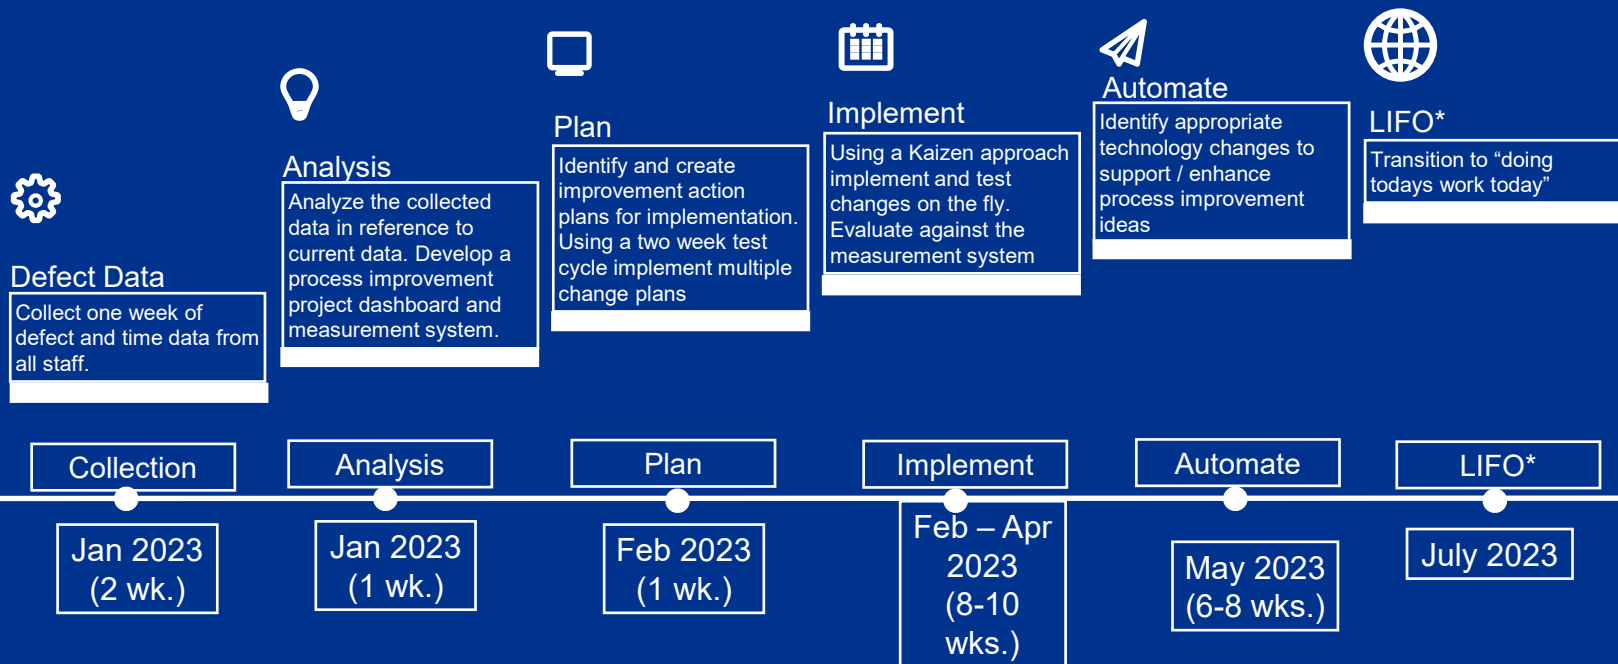 Defect Data
Collect one week of
defect and time data from
all staff.
Analysis
Analyze the collected
data in reference to
current data. Develop a
process improvement
project dashboard and
measurement system.
Plan
Identify and create
improvement action
plans for implementation.
Using a two week test
cycle implement multiple
change plans
Implement
Using a Kaizen approach
implement and test
changes on the fly.
Evaluate against the
measurement system
Automate
Identify appropriate
technology changes to
support / enhance
process improvement
ideas
LIFO*
Transition to “doing
todays work today”
Collection
Analysis
Plan
Implement
Automate
LIFO*
Jan 2023
(2 wk.)
Jan 2023
(1 wk.)
Feb 2023
(1 wk.)
Feb – Apr
2023
(8-10
wks.)
May 2023
(6-8 wks.)
July 2023